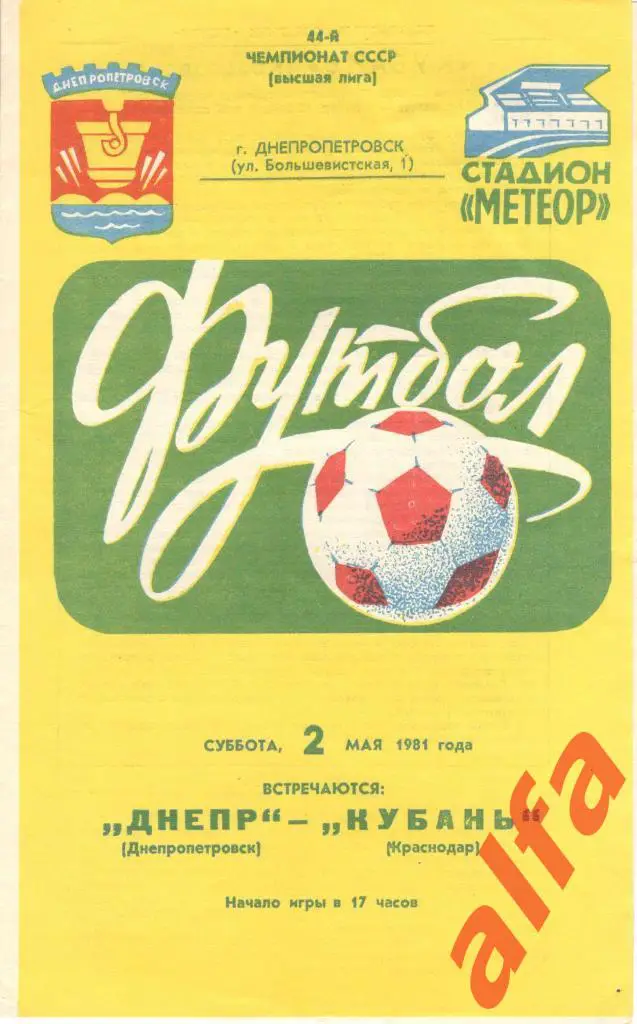 44-й
ЧЕМПИОНАТ СССР
(высшая лига)
ДНЕПРОПЕТРОВСК
г. ДНЕПРОПЕТРОВСК
(ул. Большевистская, 1)
СТАДИОН
«МЕТЕОР»
Футбол
СУББОТА, 2 МАЯ 1981 года
ВСТРЕЧАЮТСЯ:
„ДНЕПР“ — „КУБАНЬ“
(Днепропетровск) (Краснодар)
Начало игры в 17 часов
alfa